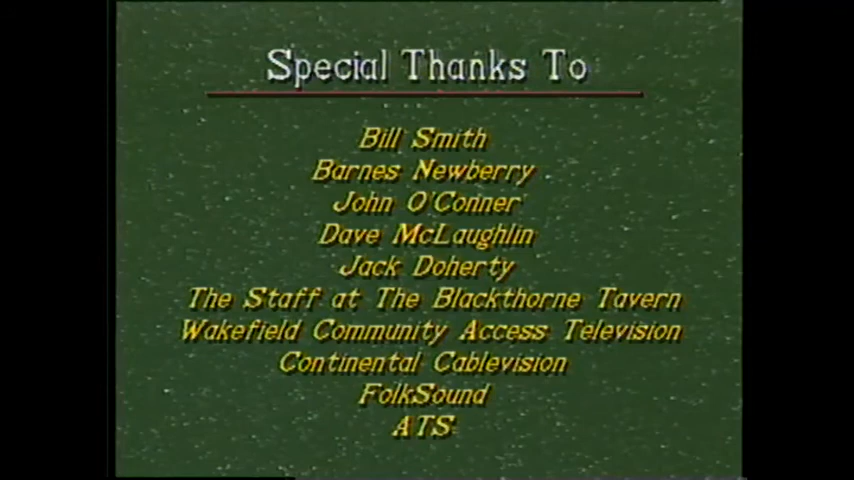 Special Thanks To
Bill Smith
Barnes Newberry
John O'Conner
Dave McLaughlin
Jack Doherty
The Staff at The Blackthorne Tavern
Wakefield Community Access Television
Continental Cablevision
FolkSound
ATS